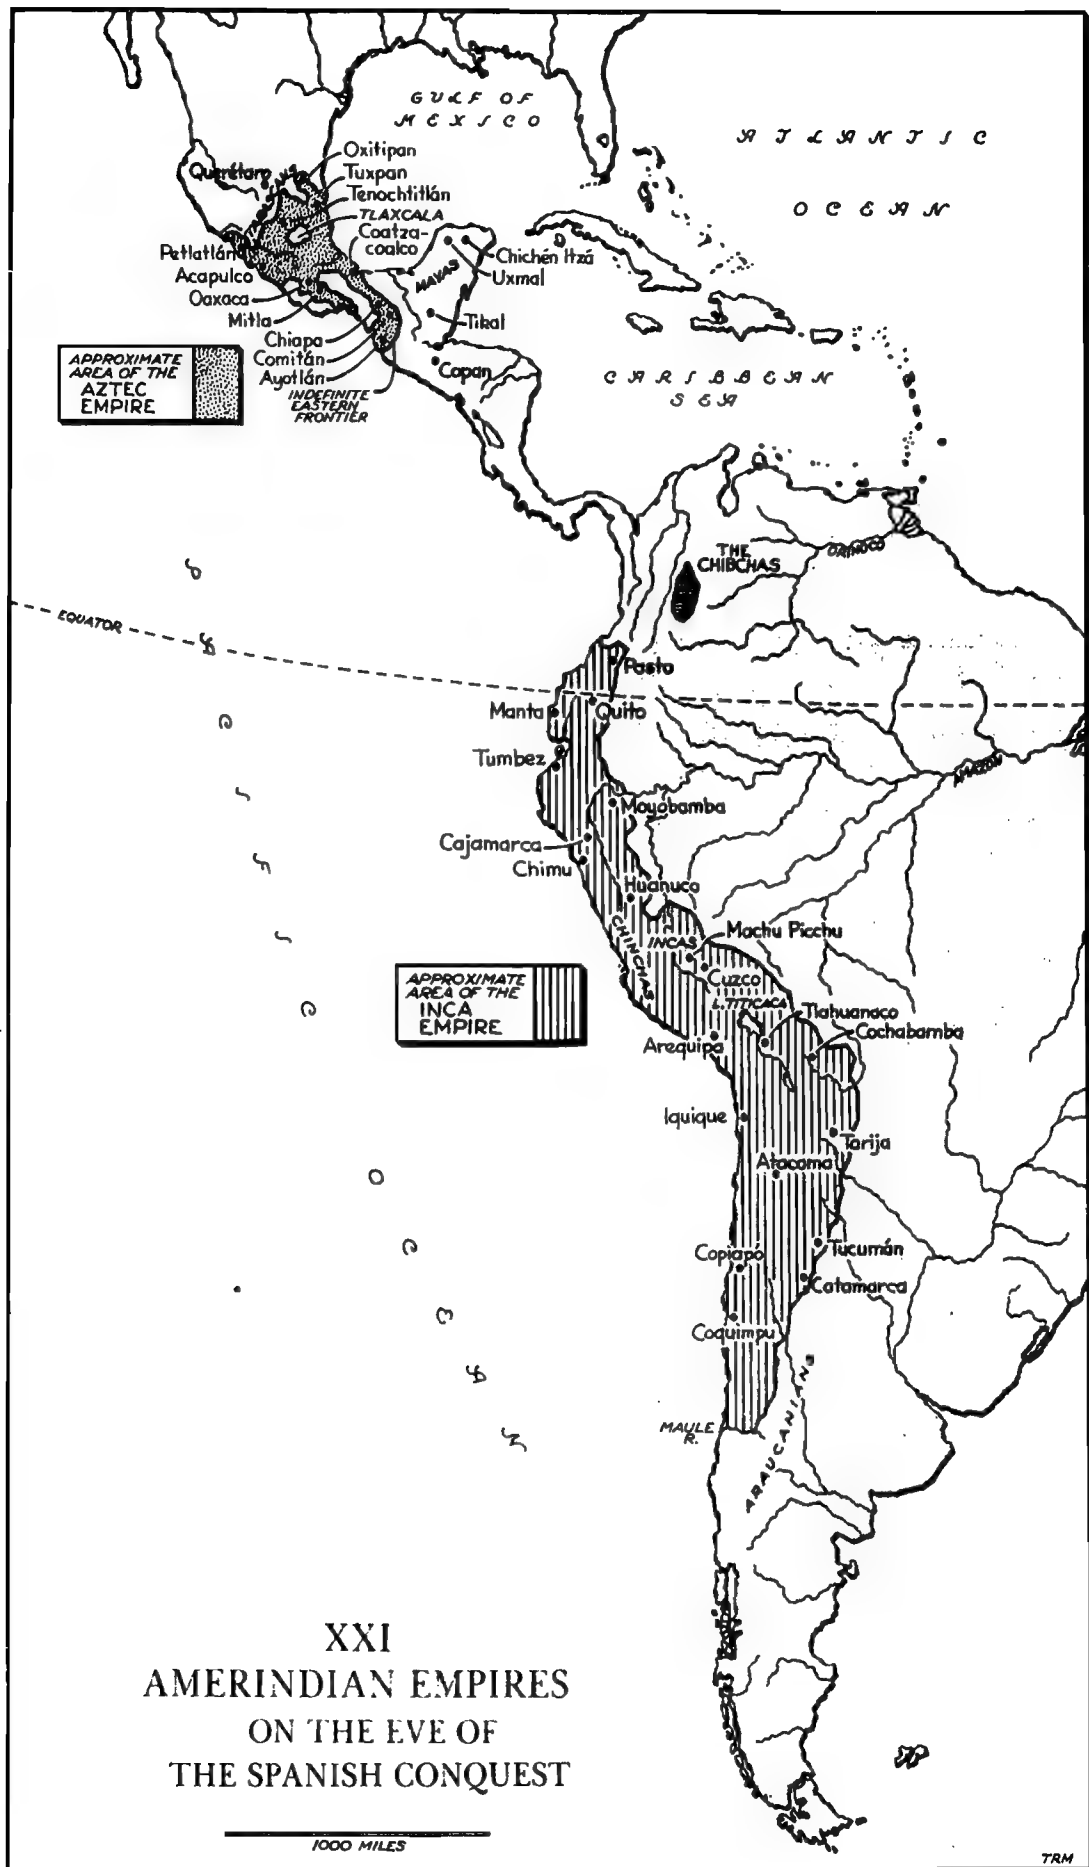 GULF OF
MEXICO
ATLANTIC
OCEAN
Oxitipan
Querétaro
Tuxpan
Tenochtitlán
TLAXCALA
Coatza-
coalco
Petlatlán
Acapulco
Oaxaca
Mitla
Chiapa
Comitán
Ayotlán
INDEFINITE
EASTERN
FRONTIER
MAYAS
Chichén Itzá
Uxmal
Tikal
Copan
APPROXIMATE
AREA OF THE
AZTEC
EMPIRE
CARIBBEAN
SEA
THE
CHIBCHAS
ORINOCO
EQUATOR
PACIFIC
OCEAN
Pasto
Manta
Quito
Tumbez
AMAZON
Moyobamba
Cajamarca
Chimu
Huanuco
CHINCHAS
INCAS
Machu Picchu
Cuzco
APPROXIMATE
AREA OF THE
INCA
EMPIRE
L. TITICACA
Tiahuanaco
Cochabamba
Arequipa
Iquique
Tarija
Atacama
Copiapó
Tucumán
Catamarca
Coquimpu
MAULE
R.
ARAUCANIANS
XXI
AMERINDIAN EMPIRES
ON THE EVE OF
THE SPANISH CONQUEST
1000 MILES
TRM